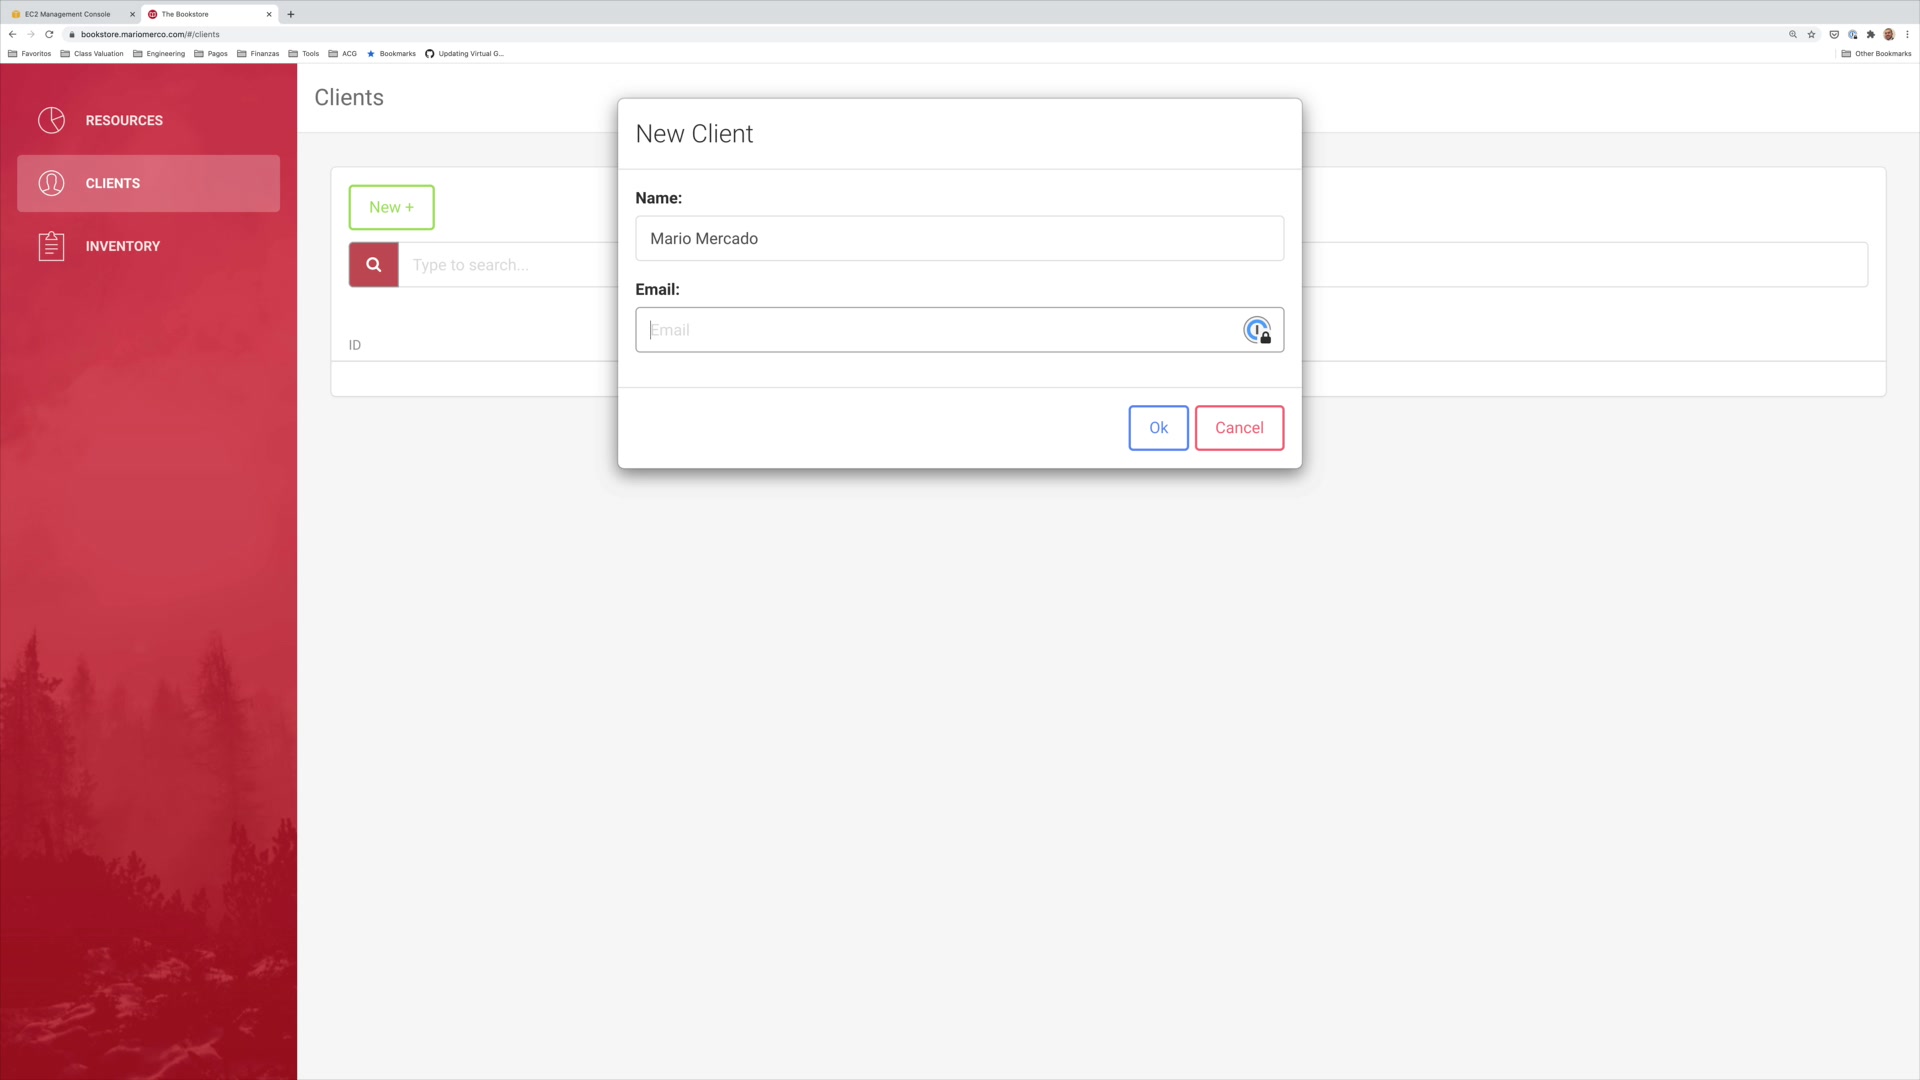 EC2 Management Console
The Bookstore
bookstore.mariomerco.com/#/clients
Favoritos
Class Valuation
Engineering
Pagos
Finanzas
Tools
ACG
Bookmarks
Updating Virtual G...
Other Bookmarks
RESOURCES
CLIENTS
INVENTORY
Clients
New +
Type to search...
ID
New Client
Name:
Mario Mercado
Email:
Email
Ok
Cancel